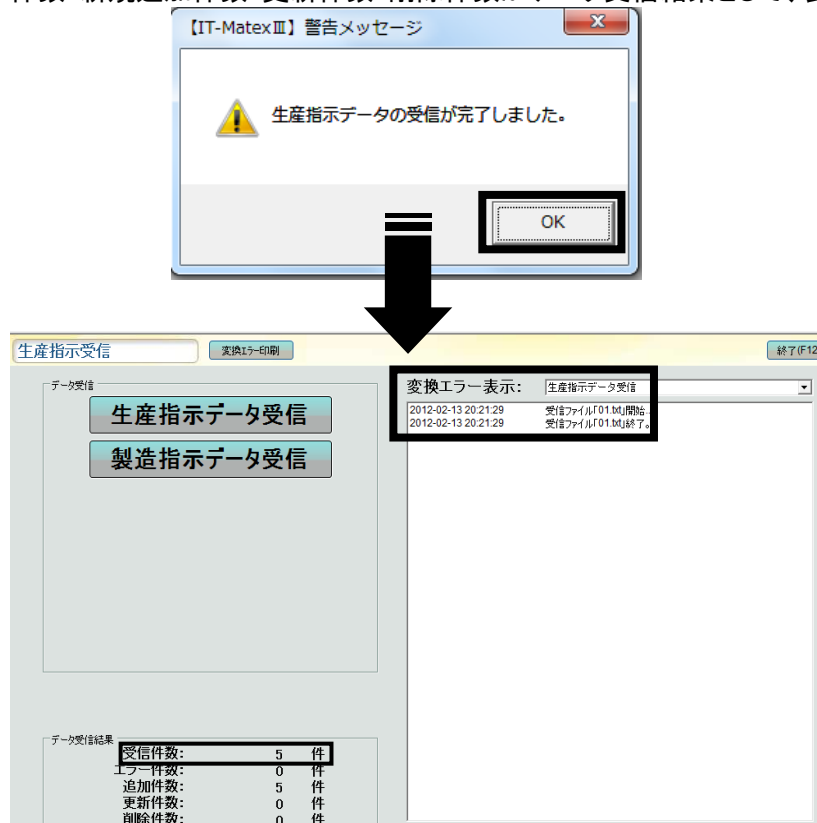 【IT-MatexⅢ】警告メッセージ
生産指示データの受信が完了しました。
OK
生産指示受信
変換エラー印刷
終了(F12
データ受信
生産指示データ受信
製造指示データ受信
変換エラー表示:
生産指示データ受信
2012-02-13 20:21:29 受信ファイル「01.txt」開始.
2012-02-13 20:21:29 受信ファイル「01.txt」終了。
データ受信結果
受信件数: 5 件
エラー件数: 0 件
追加件数: 5 件
更新件数: 0 件
削除件数: 0 件